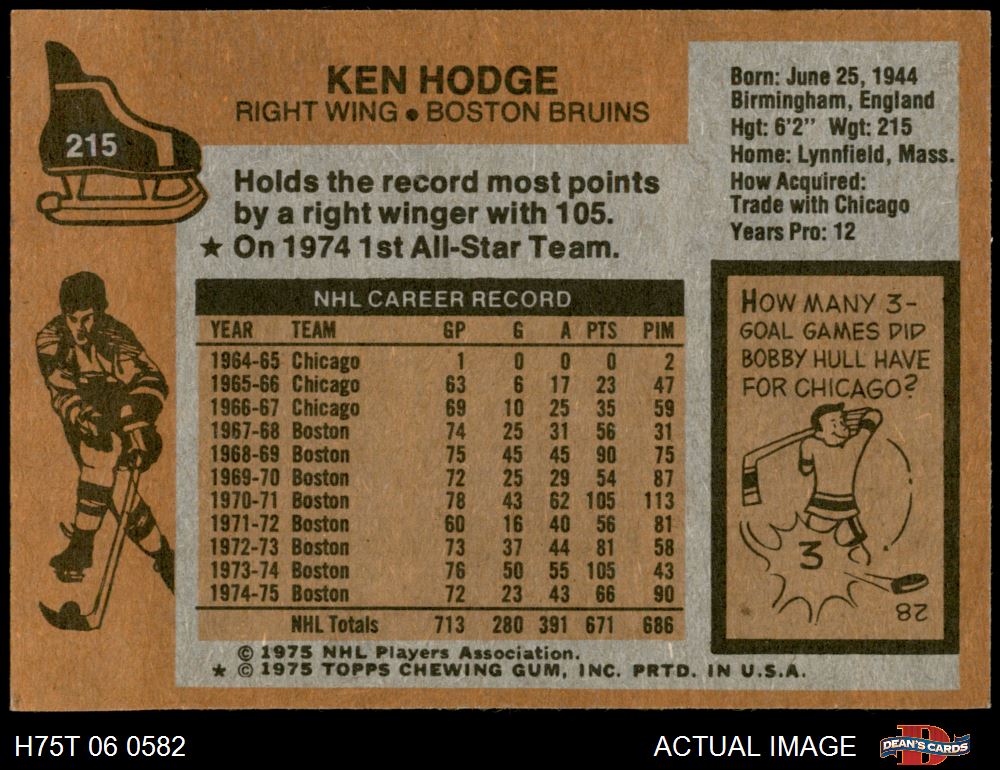 215
KEN HODGE
RIGHT WING • BOSTON BRUINS
Holds the record most points
by a right winger with 105.
★ On 1974 1st All-Star Team.
Born: June 25, 1944
Birmingham, England
Hgt: 6'2" Wgt: 215
Home: Lynnfield, Mass.
How Acquired:
Trade with Chicago
Years Pro: 12
NHL CAREER RECORD
YEAR TEAM GP G A PTS PIM
1964-65 Chicago 1 0 0 0 2
1965-66 Chicago 63 6 17 23 47
1966-67 Chicago 69 10 25 35 59
1967-68 Boston 74 25 31 56 31
1968-69 Boston 75 45 45 90 75
1969-70 Boston 72 25 29 54 87
1970-71 Boston 78 43 62 105 113
1971-72 Boston 60 16 40 56 81
1972-73 Boston 73 37 44 81 58
1973-74 Boston 76 50 55 105 43
1974-75 Boston 72 23 43 66 90
NHL Totals 713 280 391 671 686
HOW MANY 3-
GOAL GAMES DID
BOBBY HULL HAVE
FOR CHICAGO?
3
28
© 1975 NHL Players Association.
★ © 1975 TOPPS CHEWING GUM, INC. PRTD. IN U.S.A.
H75T 06 0582
ACTUAL IMAGE
D
DEAN'S CARDS